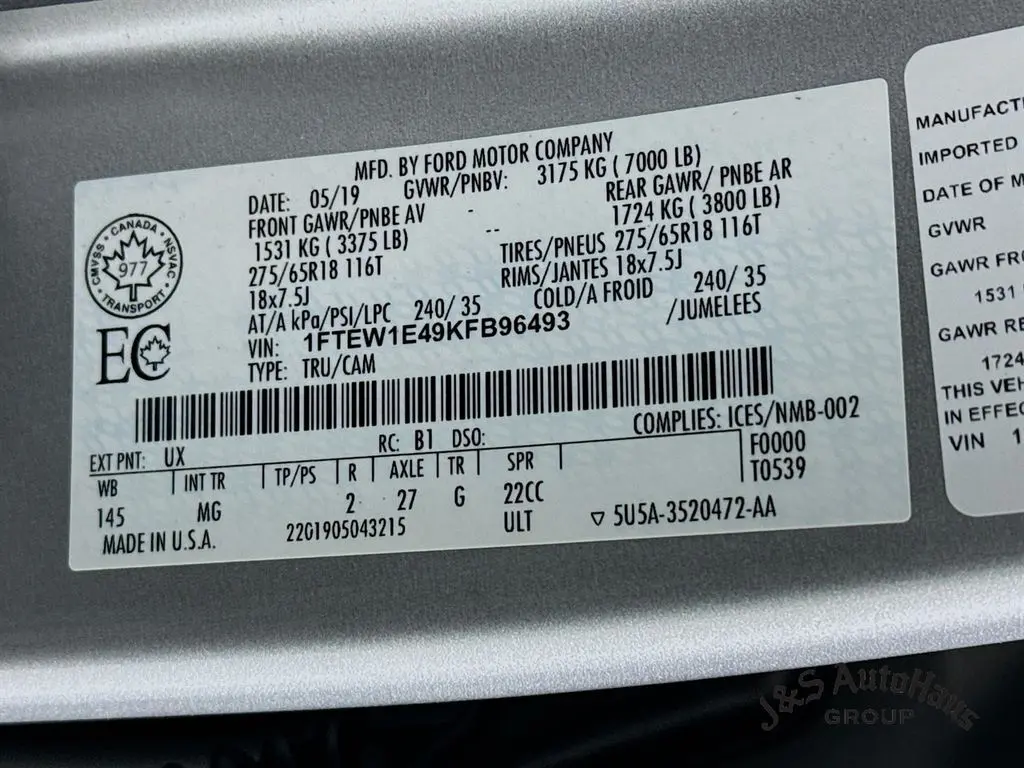 MFD. BY FORD MOTOR COMPANY
DATE: 05/19 GVWR/PNBV: 3175 KG ( 7000 LB)
FRONT GAWR/PNBE AV - REAR GAWR/ PNBE AR
1531 KG ( 3375 LB) -- 1724 KG ( 3800 LB)
275/65R18 116T TIRES/PNEUS 275/65R18 116T
18x7.5J RIMS/JANTES 18x7.5J
AT/A kPa/PSI/LPC 240/ 35 COLD/A FROID 240/ 35
VIN: 1FTEW1E49KFB96493 /JUMELEES
TYPE: TRU/CAM
CMVSS · CANADA · NSVAC
977
TRANSPORT
EC
COMPLIES: ICES/NMB-002
EXT PNT: UX RC: B1 DSO: F0000
WB INT TR TP/PS R AXLE TR SPR T0539
145 MG 2 27 G 22CC
MADE IN U.S.A. 22G1905043215 ULT ▽ 5U5A-3520472-AA
MANUFACT
IMPORTED
DATE OF M
GVWR
GAWR FRO
1531
GAWR RE
1724
THIS VEH
IN EFFEC
VIN 1
J&S AutoHaus
GROUP